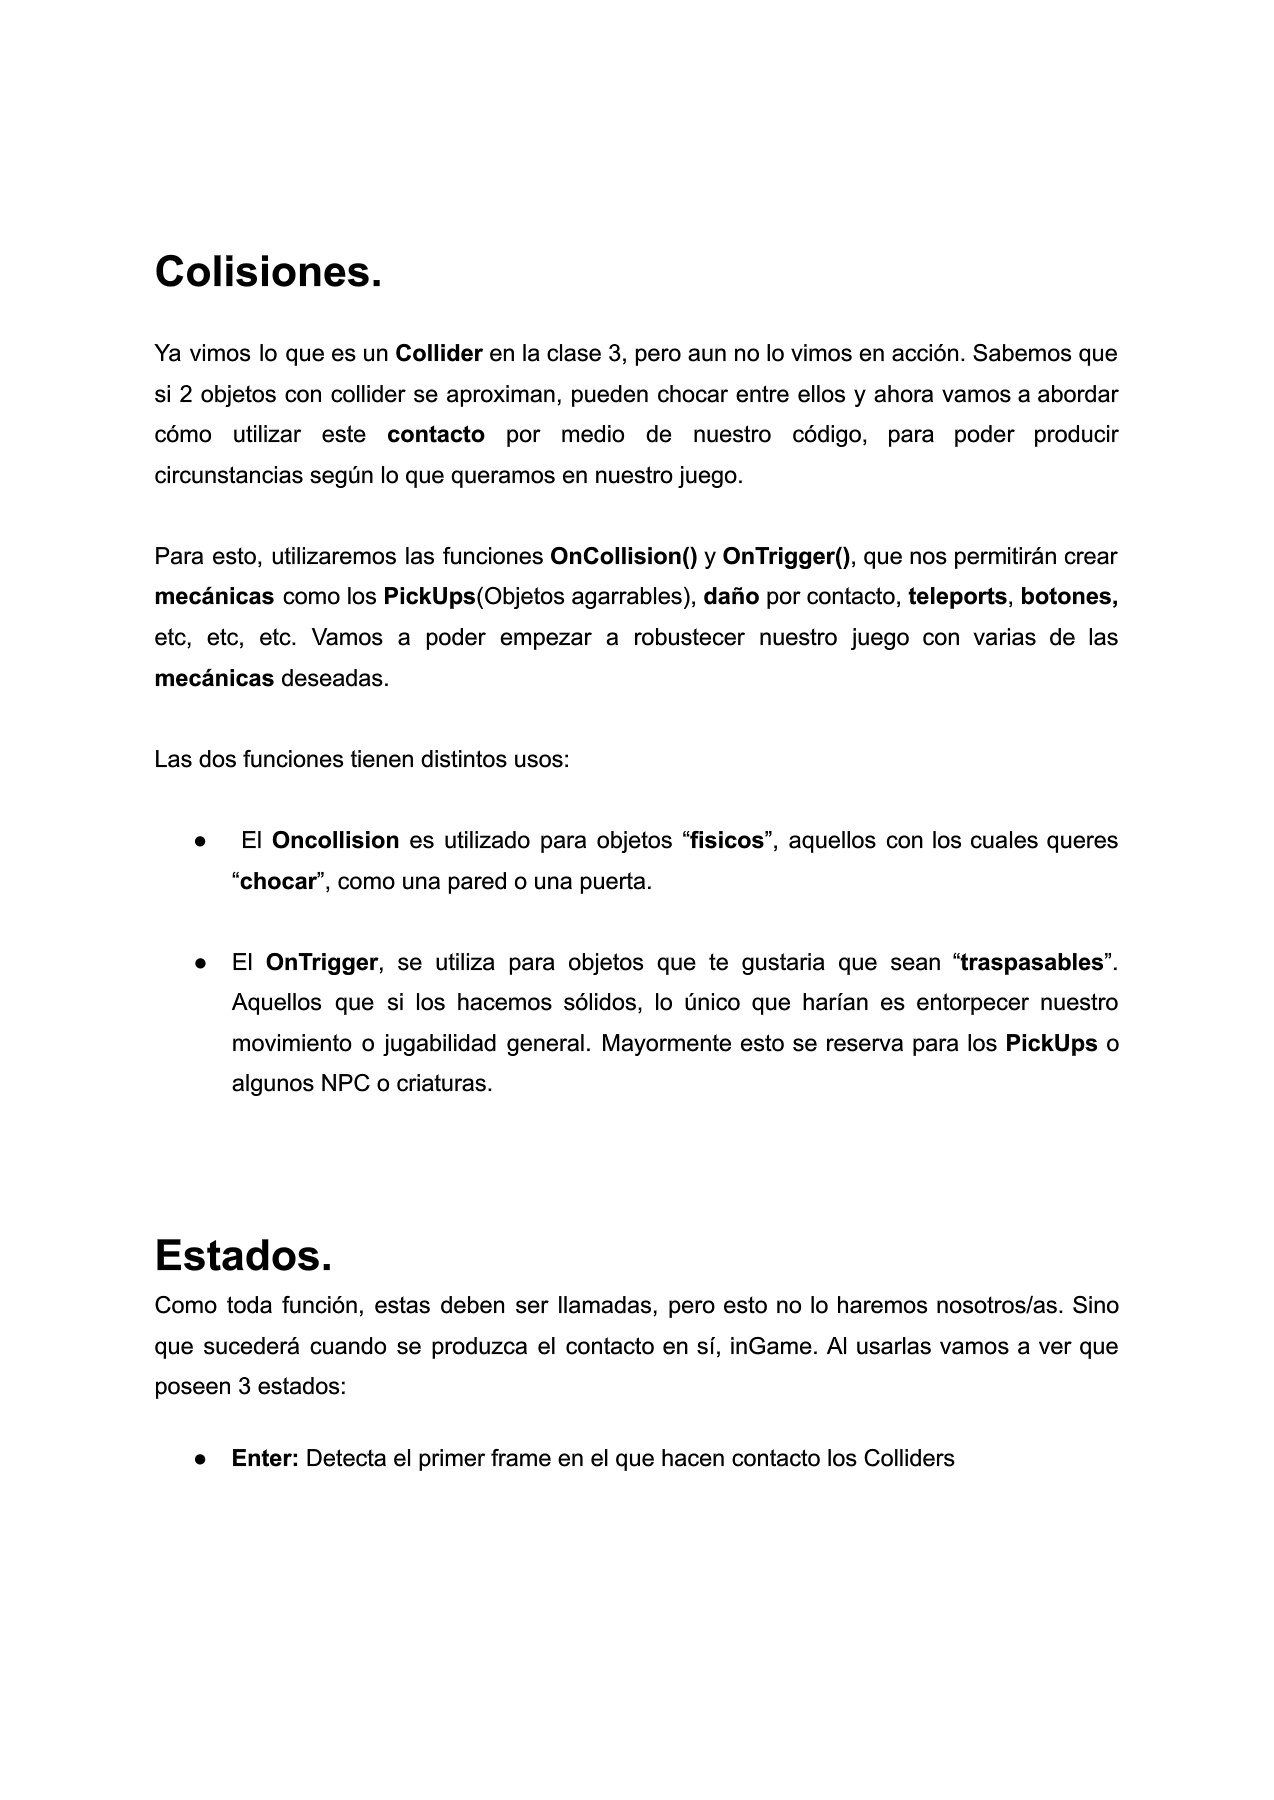 Colisiones.
Ya vimos lo que es un Collider en la clase 3, pero aun no lo vimos en acción. Sabemos que
si 2 objetos con collider se aproximan, pueden chocar entre ellos y ahora vamos a abordar
cómo utilizar este contacto por medio de nuestro código, para poder producir
circunstancias según lo que queramos en nuestro juego.
Para esto, utilizaremos las funciones OnCollision() y OnTrigger(), que nos permitirán crear
mecánicas como los PickUps(Objetos agarrables), daño por contacto, teleports, botones,
etc, etc, etc. Vamos a poder empezar a robustecer nuestro juego con varias de las
mecánicas deseadas.
Las dos funciones tienen distintos usos:
● El Oncollision es utilizado para objetos “fisicos”, aquellos con los cuales queres
“chocar”, como una pared o una puerta.
● El OnTrigger, se utiliza para objetos que te gustaria que sean “traspasables”.
Aquellos que si los hacemos sólidos, lo único que harían es entorpecer nuestro
movimiento o jugabilidad general. Mayormente esto se reserva para los PickUps o
algunos NPC o criaturas.
Estados.
Como toda función, estas deben ser llamadas, pero esto no lo haremos nosotros/as. Sino
que sucederá cuando se produzca el contacto en sí, inGame. Al usarlas vamos a ver que
poseen 3 estados:
● Enter: Detecta el primer frame en el que hacen contacto los Colliders